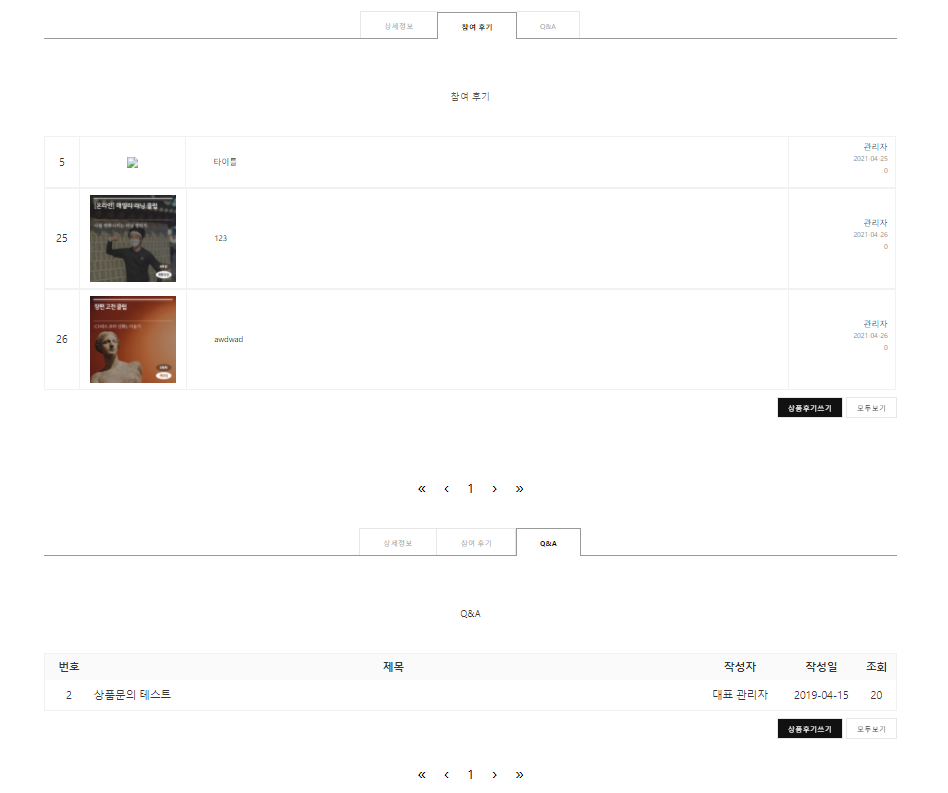 상세정보 참여 후기 Q&A
참여 후기
5 타이틀 관리자
2021-04-25
0
[온라인] 데일리 러닝 클럽
25 123 관리자
2021-04-26
0
장편 고전 클럽
26 awdwad 관리자
2021-04-26
0
상품후기쓰기 모두보기
« ‹ 1 › »
상세정보 참여 후기 Q&A
Q&A
번호 제목 작성자 작성일 조회
2 상품문의 테스트 대표 관리자 2019-04-15 20
상품후기쓰기 모두보기
« ‹ 1 › »